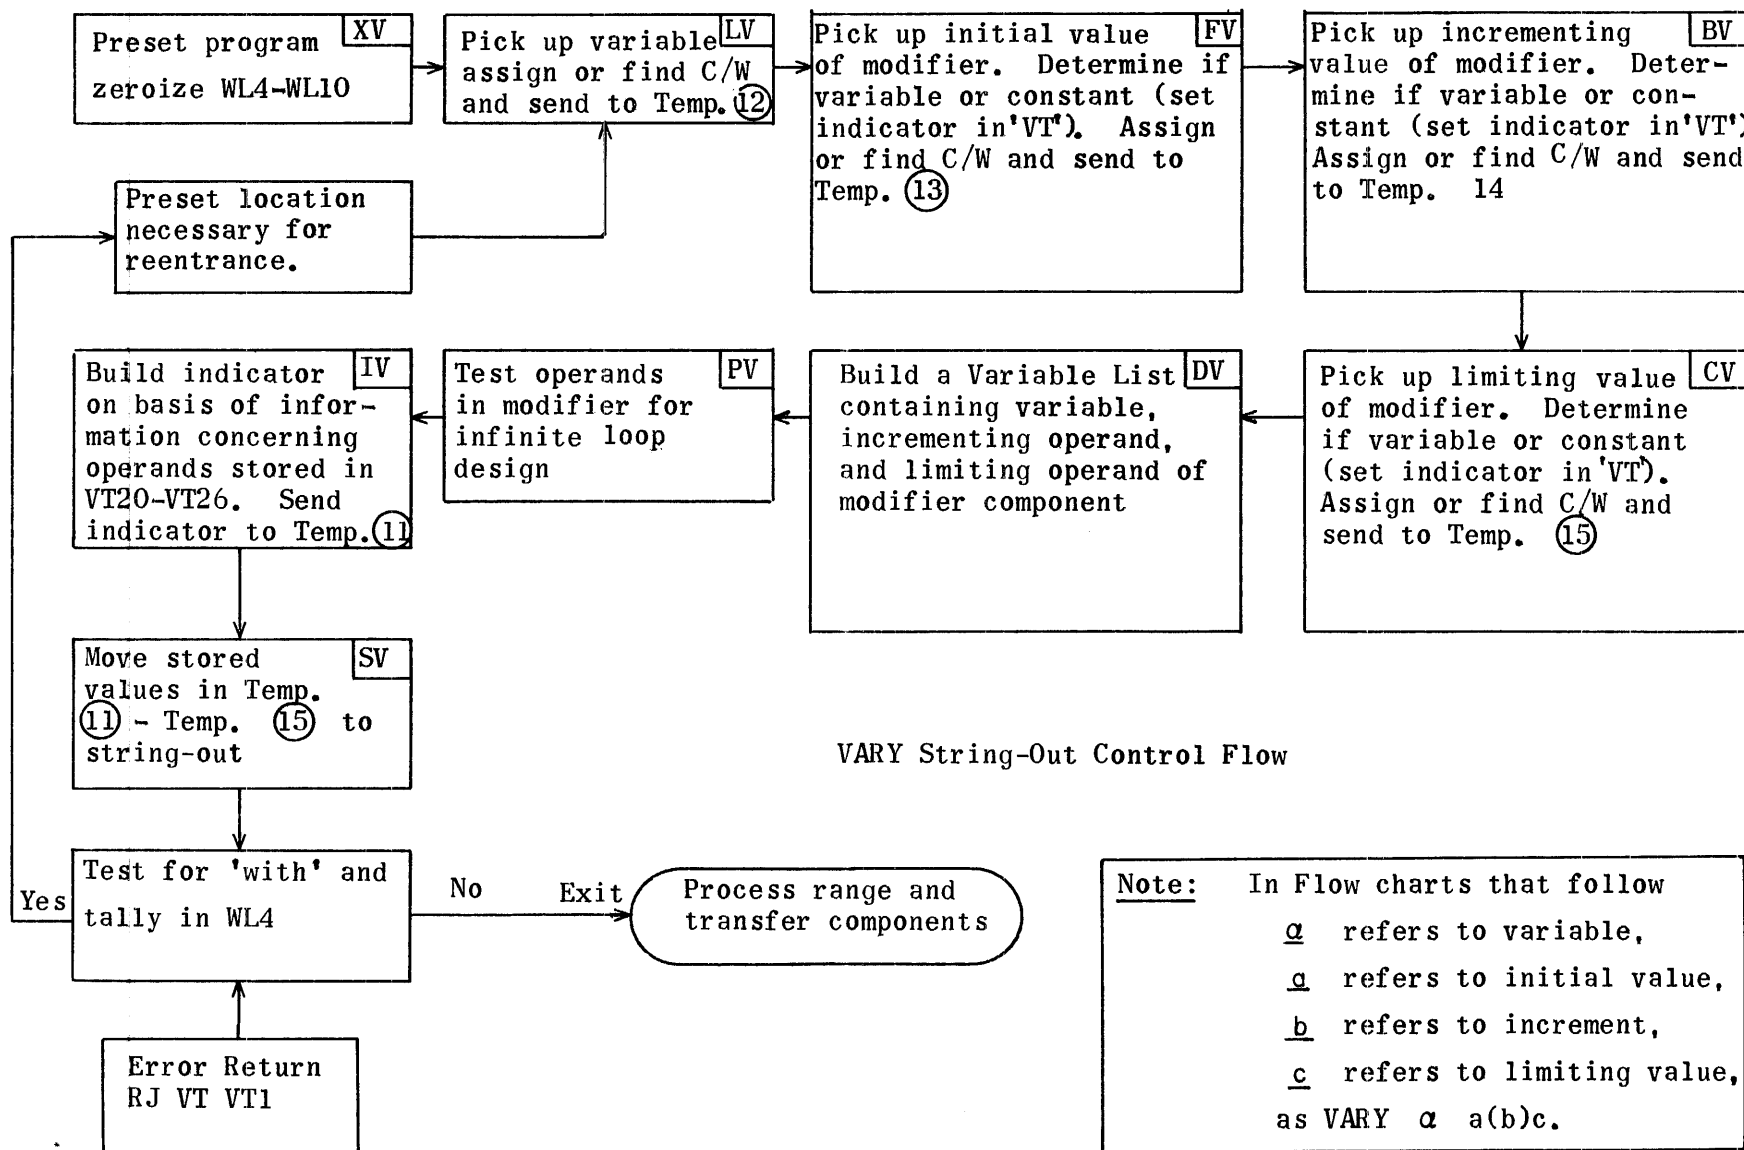 XV
Preset program
zeroize WL4-WL10
LV
Pick up variable
assign or find C/W
and send to Temp. 12
FV
Pick up initial value
of modifier. Determine if
variable or constant (set
indicator in 'VT'). Assign
or find C/W and send to
Temp. 13
BV
Pick up incrementing
value of modifier. Deter-
mine if variable or con-
stant (set indicator in 'VT')
Assign or find C/W and send
to Temp. 14
Preset location
necessary for
reentrance.
IV
Build indicator
on basis of infor-
mation concerning
operands stored in
VT20-VT26. Send
indicator to Temp. 11
PV
Test operands
in modifier for
infinite loop
design
DV
Build a Variable List
containing variable,
incrementing operand,
and limiting operand of
modifier component
CV
Pick up limiting value
of modifier. Determine
if variable or constant
(set indicator in 'VT').
Assign or find C/W and
send to Temp. 15
SV
Move stored
values in Temp.
11 - Temp. 15 to
string-out
VARY String-Out Control Flow
Test for 'with' and
tally in WL4
Yes
No
Exit
Process range and
transfer components
Error Return
RJ VT VT1
Note: In Flow charts that follow
α refers to variable,
a refers to initial value,
b refers to increment,
c refers to limiting value,
as VARY α a(b)c.